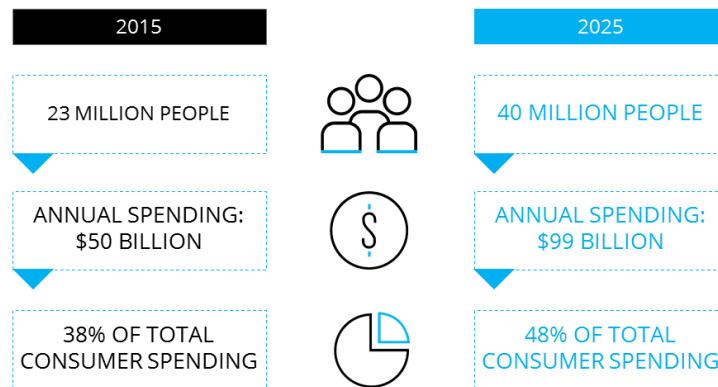 2015
23 MILLION PEOPLE
ANNUAL SPENDING:
$50 BILLION
38% OF TOTAL
CONSUMER SPENDING
$
2025
40 MILLION PEOPLE
ANNUAL SPENDING:
$99 BILLION
48% OF TOTAL
CONSUMER SPENDING